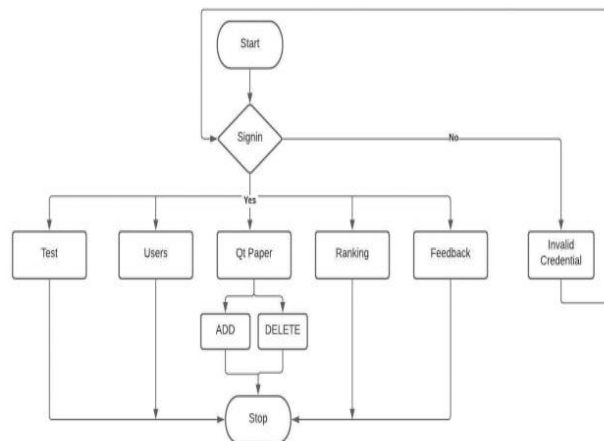 Start
Signin
No
Yes
Test
Users
Qt Paper
Ranking
Feedback
Invalid
Credential
ADD
DELETE
Stop